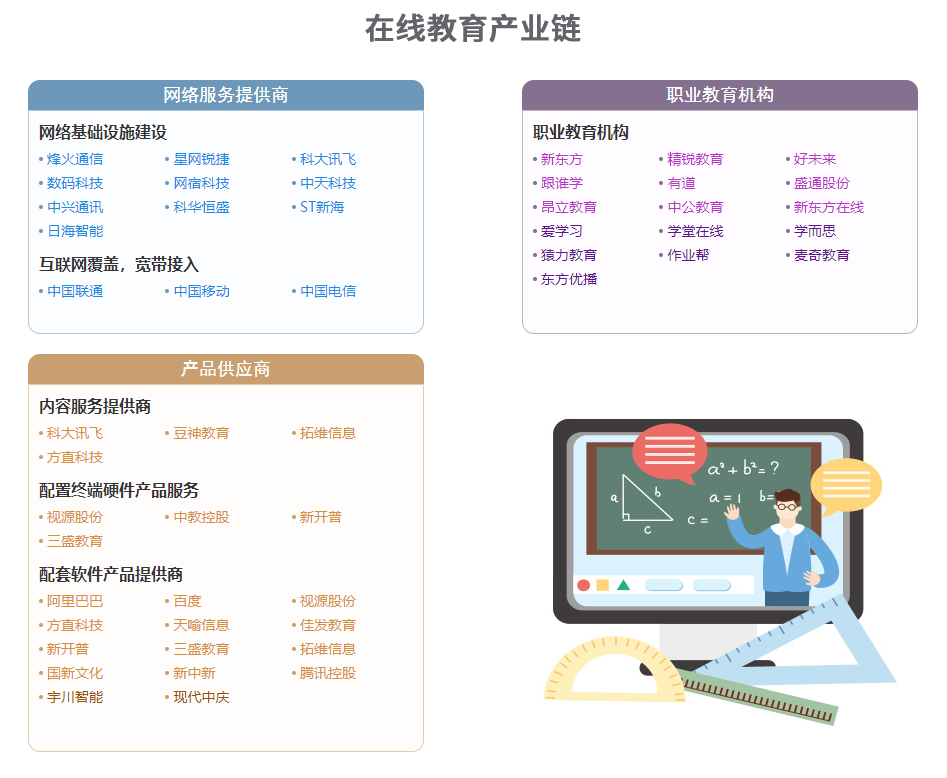 在线教育产业链
网络服务提供商
网络基础设施建设
•烽火通信 •星网锐捷 •科大讯飞
•数码科技 •网宿科技 •中天科技
•中兴通讯 •科华恒盛 •ST新海
•日海智能
互联网覆盖，宽带接入
•中国联通 •中国移动 •中国电信
职业教育机构
职业教育机构
•新东方 •精锐教育 •好未来
•跟谁学 •有道 •盛通股份
•昂立教育 •中公教育 •新东方在线
•爱学习 •学堂在线 •学而思
•猿力教育 •作业帮 •麦奇教育
•东方优播
产品供应商
内容服务提供商
•科大讯飞 •豆神教育 •拓维信息
•方直科技
配置终端硬件产品服务
•视源股份 •中教控股 •新开普
•三盛教育
配套软件产品提供商
•阿里巴巴 •百度 •视源股份
•方直科技 •天喻信息 •佳发教育
•新开普 •三盛教育 •拓维信息
•国新文化 •新中新 •腾讯控股
•宇川智能 •现代中庆
a²+b²=?
a b a=1 b=
c c=